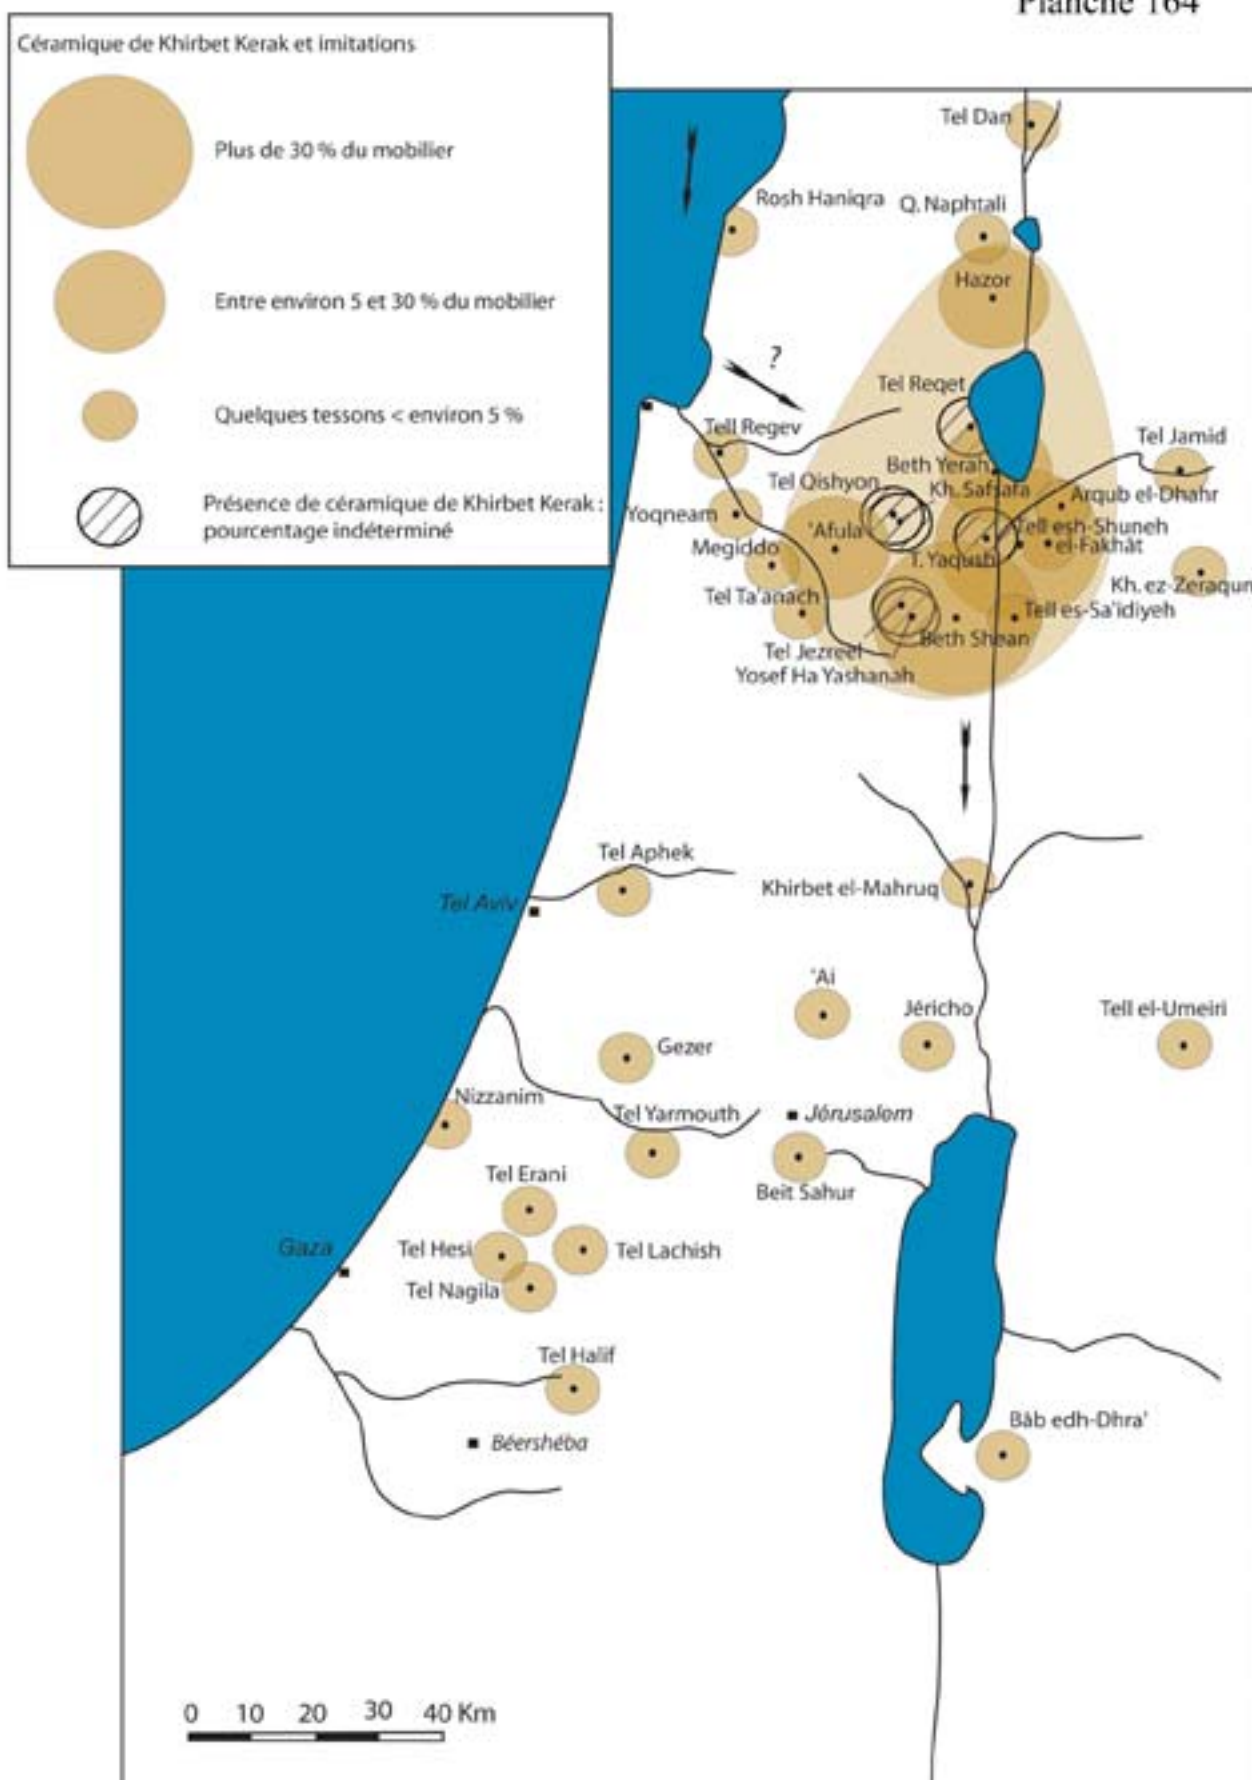 Planche 164
Céramique de Khirbet Kerak et imitations
Plus de 30 % du mobilier
Entre environ 5 et 30 % du mobilier
Quelques tessons < environ 5 %
Présence de céramique de Khirbet Kerak :
pourcentage indéterminé
Tel Dan
Rosh Haniqra
Q. Naphtali
Hazor
?
Tel Reqet
Tell Regev
Tel Jamid
Beth Yerah
Tel Qishyon
Kh. Safsafa
Arqub el-Dhahr
Yoqneam
'Afula
Tell esh-Shuneh
Megiddo
T. Yaqush
el-Fakhât
Kh. ez-Zeraqun
Tel Ta'anach
Tell es-Sa'idiyeh
Beth Shean
Tel Jezreel
Yosef Ha Yashanah
Tel Aphek
Khirbet el-Mahruq
Tel Aviv
'Ai
Jéricho
Tell el-Umeiri
Gezer
Nizzanim
Tel Yarmouth
Jérusalem
Tel Erani
Beit Sahur
Gaza
Tel Hesi
Tel Lachish
Tel Nagila
Tel Halif
Béershéba
Bâb edh-Dhra'
0 10 20 30 40 Km